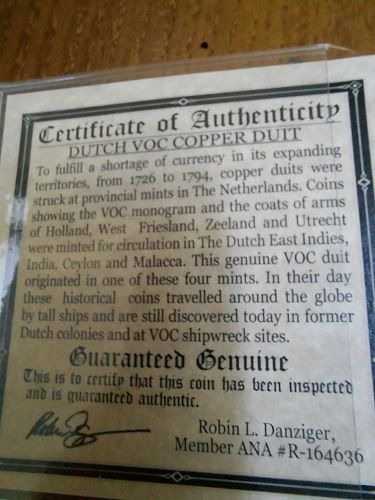 Certificate of Authenticity
DUTCH VOC COPPER DUIT
To fulfill a shortage of currency in its expanding
territories, from 1726 to 1794, copper duits were
struck at provincial mints in The Netherlands. Coins
showing the VOC monogram and the coats of arms
of Holland, West Friesland, Zeeland and Utrecht
were minted for circulation in The Dutch East Indies,
India, Ceylon and Malacca. This genuine VOC duit
originated in one of these four mints. In their day
these historical coins travelled around the globe
by tall ships and are still discovered today in former
Dutch colonies and at VOC shipwreck sites.
Guaranteed Genuine
This is to certify that this coin has been inspected
and is guaranteed authentic.
Robin L. Danziger,
Member ANA #R-164636